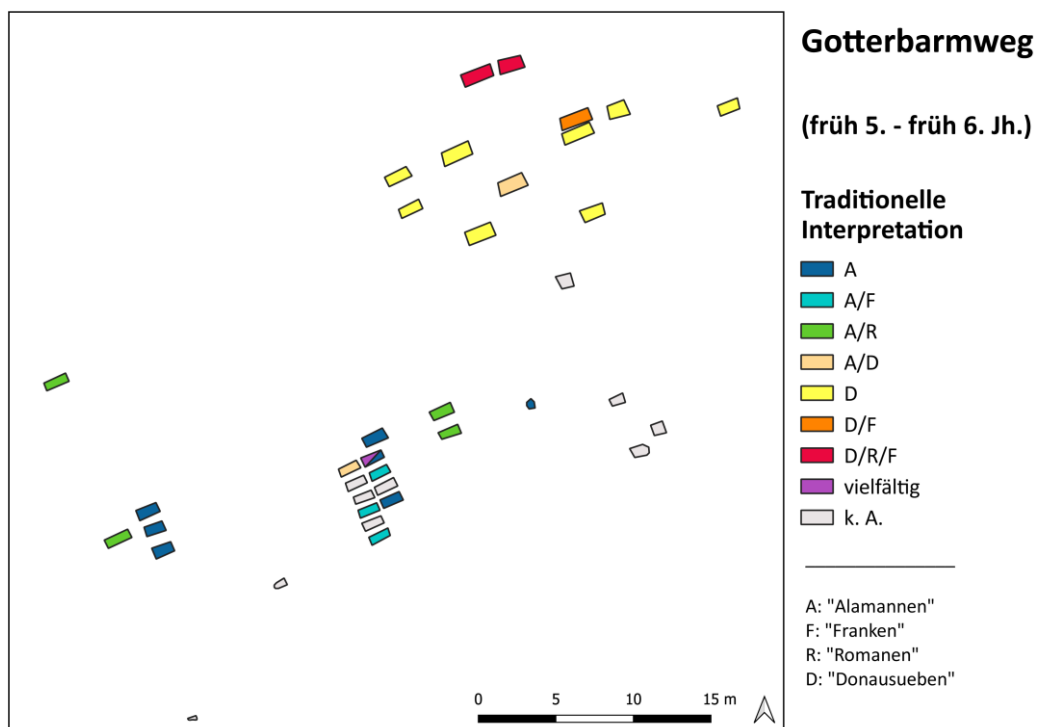 Gotterbarmweg
(früh 5. - früh 6. Jh.)
Traditionelle
Interpretation
A
A/F
A/R
A/D
D
D/F
D/R/F
vielfältig
k. A.
A: "Alamannen"
F: "Franken"
R: "Romanen"
D: "Donausueben"
0 5 10 15 m